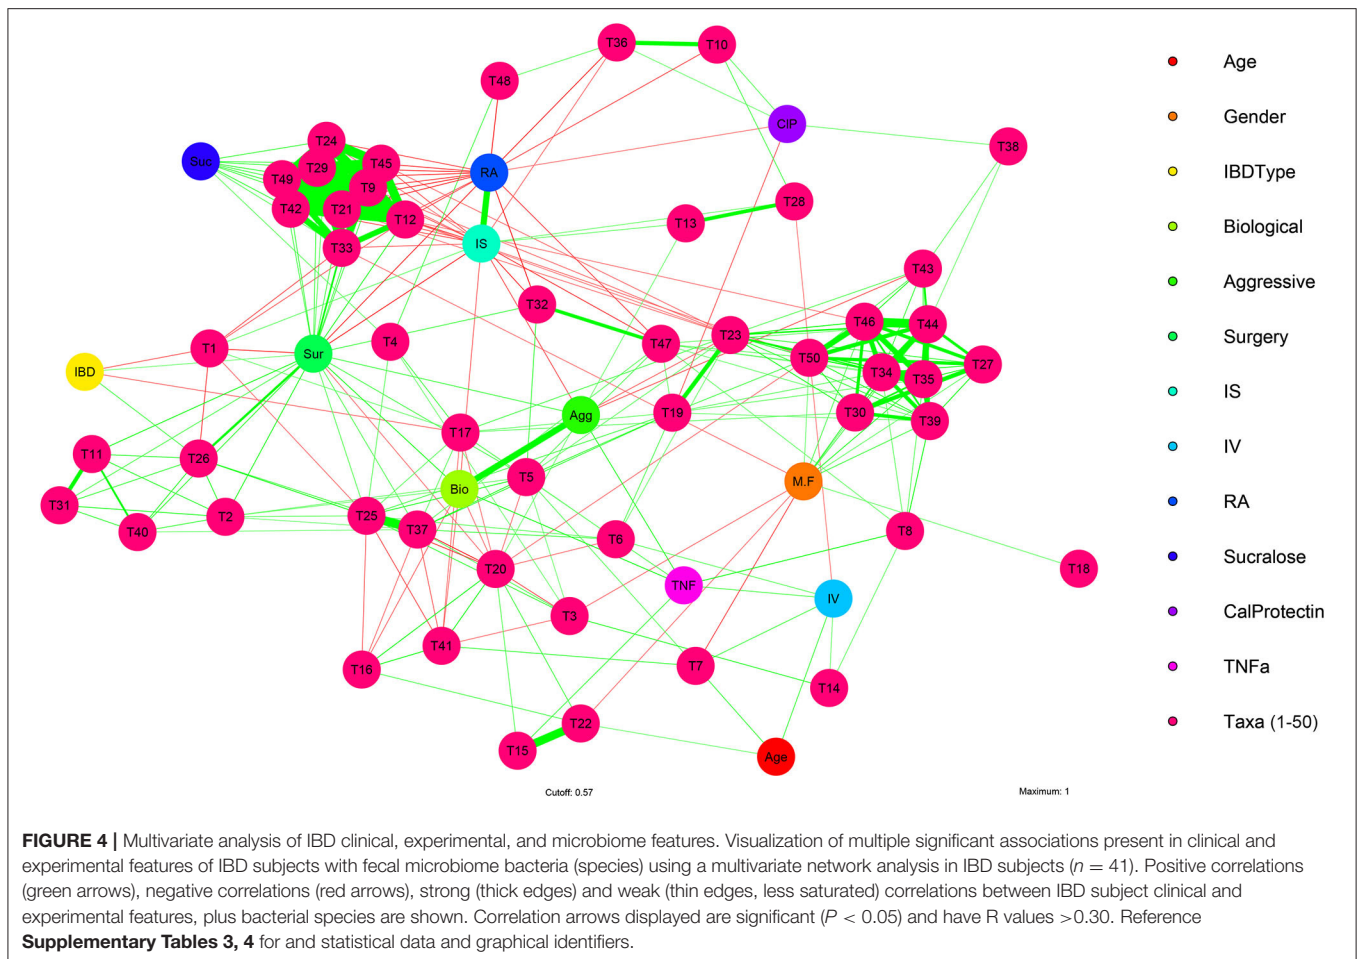 T36
T10
T48
CIP
T38
T24
Suc
T29
T45
T49
T9
RA
T42
T21
T12
T28
T13
T33
IS
T43
T32
T46
T44
T1
T4
T47
T23
T50
Sur
T27
IBD
T34
T35
Agg
T19
T30
T39
T17
T11
T26
T5
M.F
Bio
T31
T2
T25
T40
T37
T6
T8
T20
T18
TNF
IV
T3
T41
T16
T7
T14
T22
T15
Age
Cutoff: 0.57
Maximum: 1
Age
Gender
IBDType
Biological
Aggressive
Surgery
IS
IV
RA
Sucralose
CalProtectin
TNFa
Taxa (1-50)
FIGURE 4 | Multivariate analysis of IBD clinical, experimental, and microbiome features. Visualization of multiple significant associations present in clinical and
experimental features of IBD subjects with fecal microbiome bacteria (species) using a multivariate network analysis in IBD subjects (n = 41). Positive correlations
(green arrows), negative correlations (red arrows), strong (thick edges) and weak (thin edges, less saturated) correlations between IBD subject clinical and
experimental features, plus bacterial species are shown. Correlation arrows displayed are significant (P < 0.05) and have R values >0.30. Reference
Supplementary Tables 3, 4 for and statistical data and graphical identifiers.